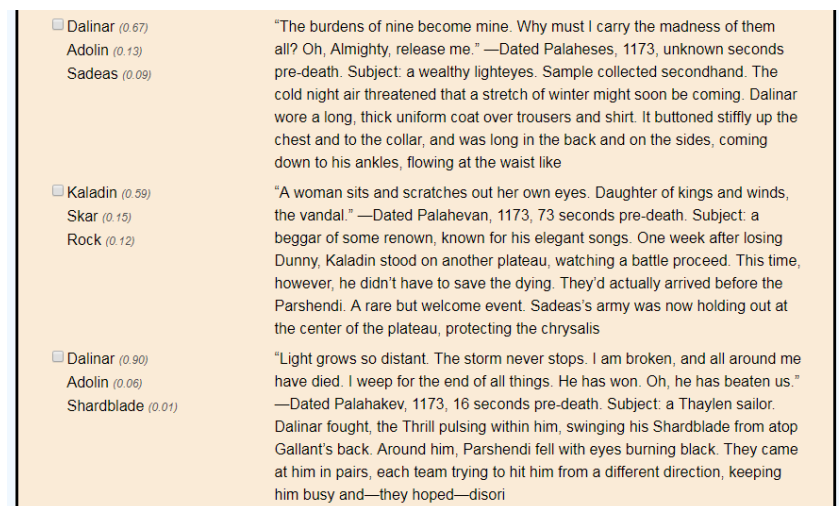 Dalinar (0.67)
Adolin (0.13)
Sadeas (0.09)
“The burdens of nine become mine. Why must I carry the madness of them
all? Oh, Almighty, release me.” —Dated Palaheses, 1173, unknown seconds
pre-death. Subject: a wealthy lighteyes. Sample collected secondhand. The
cold night air threatened that a stretch of winter might soon be coming. Dalinar
wore a long, thick uniform coat over trousers and shirt. It buttoned stiffly up the
chest and to the collar, and was long in the back and on the sides, coming
down to his ankles, flowing at the waist like
Kaladin (0.59)
Skar (0.15)
Rock (0.12)
“A woman sits and scratches out her own eyes. Daughter of kings and winds,
the vandal.” —Dated Palahevan, 1173, 73 seconds pre-death. Subject: a
beggar of some renown, known for his elegant songs. One week after losing
Dunny, Kaladin stood on another plateau, watching a battle proceed. This time,
however, he didn’t have to save the dying. They’d actually arrived before the
Parshendi. A rare but welcome event. Sadeas’s army was now holding out at
the center of the plateau, protecting the chrysalis
Dalinar (0.90)
Adolin (0.06)
Shardblade (0.01)
“Light grows so distant. The storm never stops. I am broken, and all around me
have died. I weep for the end of all things. He has won. Oh, he has beaten us.”
—Dated Palahakev, 1173, 16 seconds pre-death. Subject: a Thaylen sailor.
Dalinar fought, the Thrill pulsing within him, swinging his Shardblade from atop
Gallant’s back. Around him, Parshendi fell with eyes burning black. They came
at him in pairs, each team trying to hit him from a different direction, keeping
him busy and—they hoped—disori